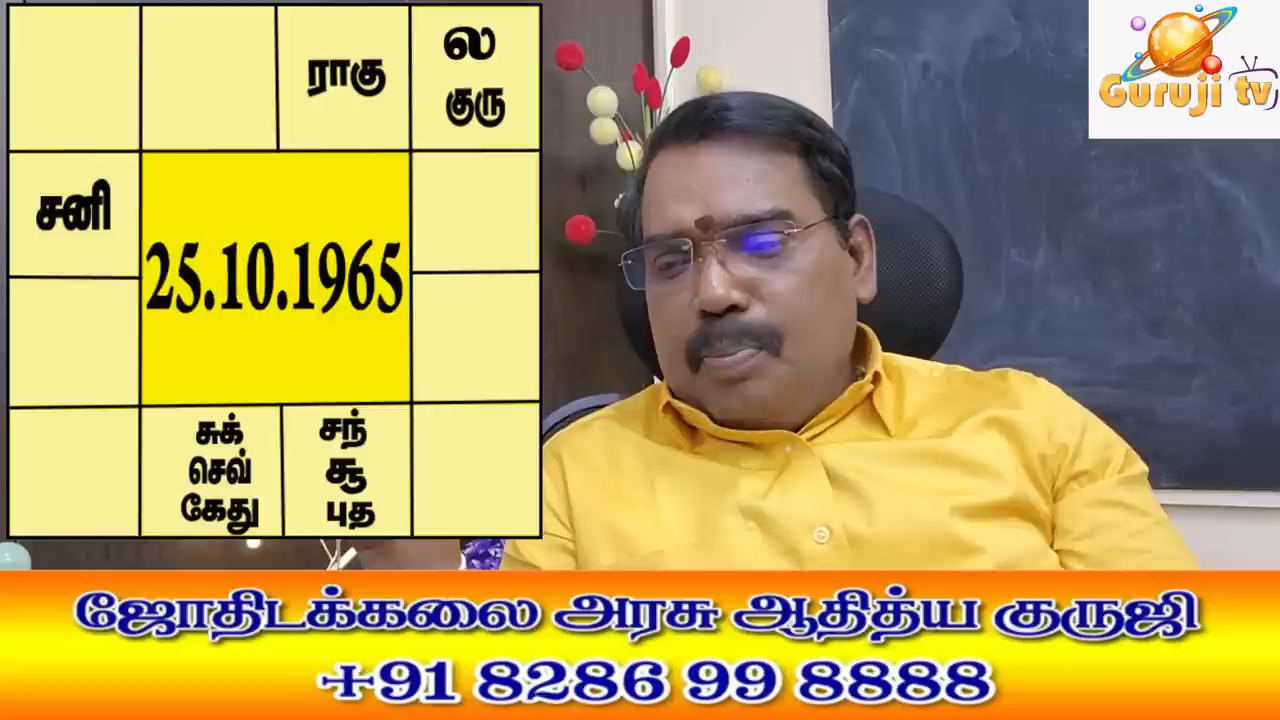 ராகு
ல
குரு
சனி
25.10.1965
சுக்
செவ்
கேது
சந்
சூ
புத
Guruji tv
ஜோதிடக்கலை அரசு ஆதித்ய குருஜி
+91 8286 99 8888